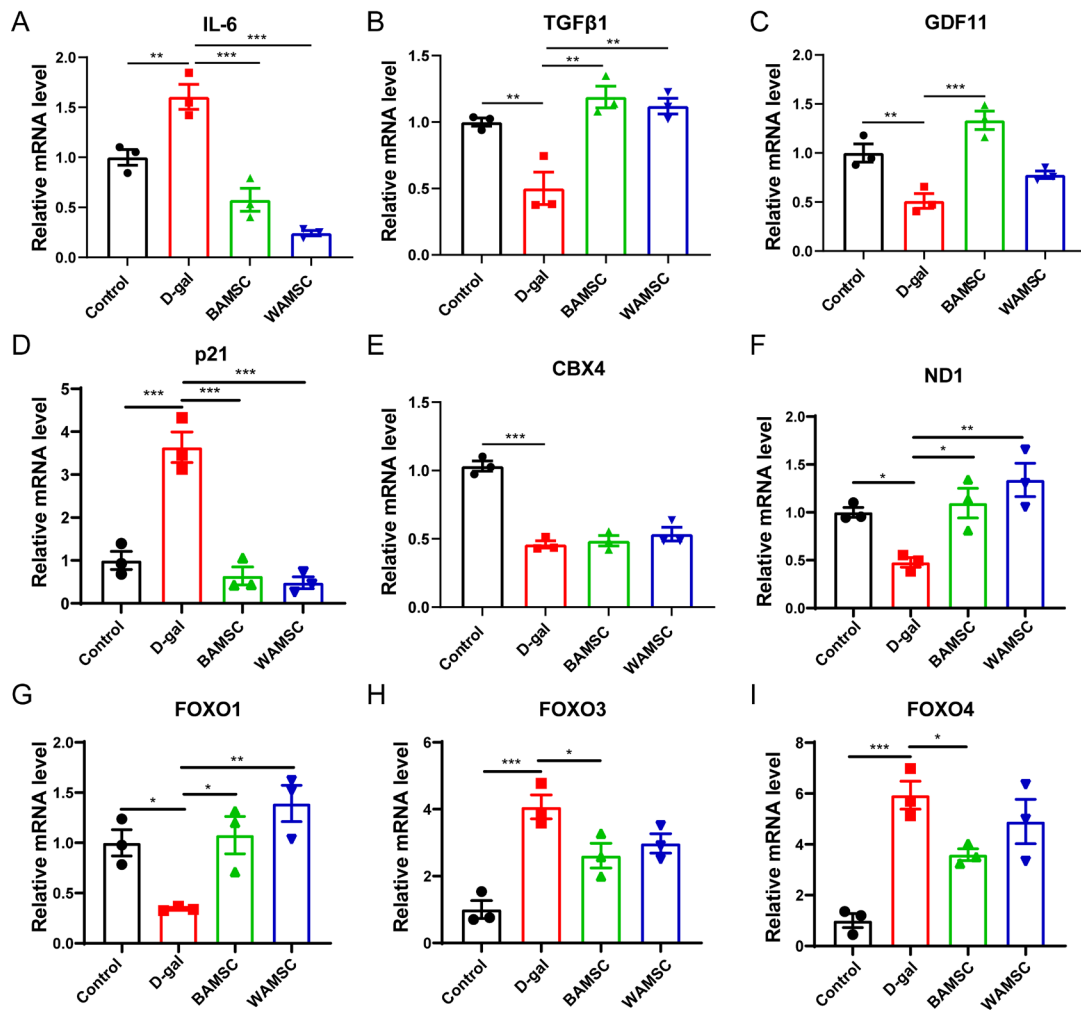 A
IL-6
Relative mRNA level
2.0
1.5
1.0
0.5
0.0
**
***
***
Control
D-gal
BAMSC
WAMSC
B
TGFβ1
Relative mRNA level
1.5
1.0
0.5
0.0
**
**
**
Control
D-gal
BAMSC
WAMSC
C
GDF11
Relative mRNA level
2.0
1.5
1.0
0.5
0.0
**
***
Control
D-gal
BAMSC
WAMSC
D
p21
Relative mRNA level
5
4
3
2
1
0
***
***
***
Control
D-gal
BAMSC
WAMSC
E
CBX4
Relative mRNA level
1.5
1.0
0.5
0.0
***
Control
D-gal
BAMSC
WAMSC
F
ND1
Relative mRNA level
2.0
1.5
1.0
0.5
0.0
*
*
**
Control
D-gal
BAMSC
WAMSC
G
FOXO1
Relative mRNA level
2.0
1.5
1.0
0.5
0.0
*
*
**
Control
D-gal
BAMSC
WAMSC
H
FOXO3
Relative mRNA level
6
4
2
0
***
*
Control
D-gal
BAMSC
WAMSC
I
FOXO4
Relative mRNA level
8
6
4
2
0
***
*
Control
D-gal
BAMSC
WAMSC